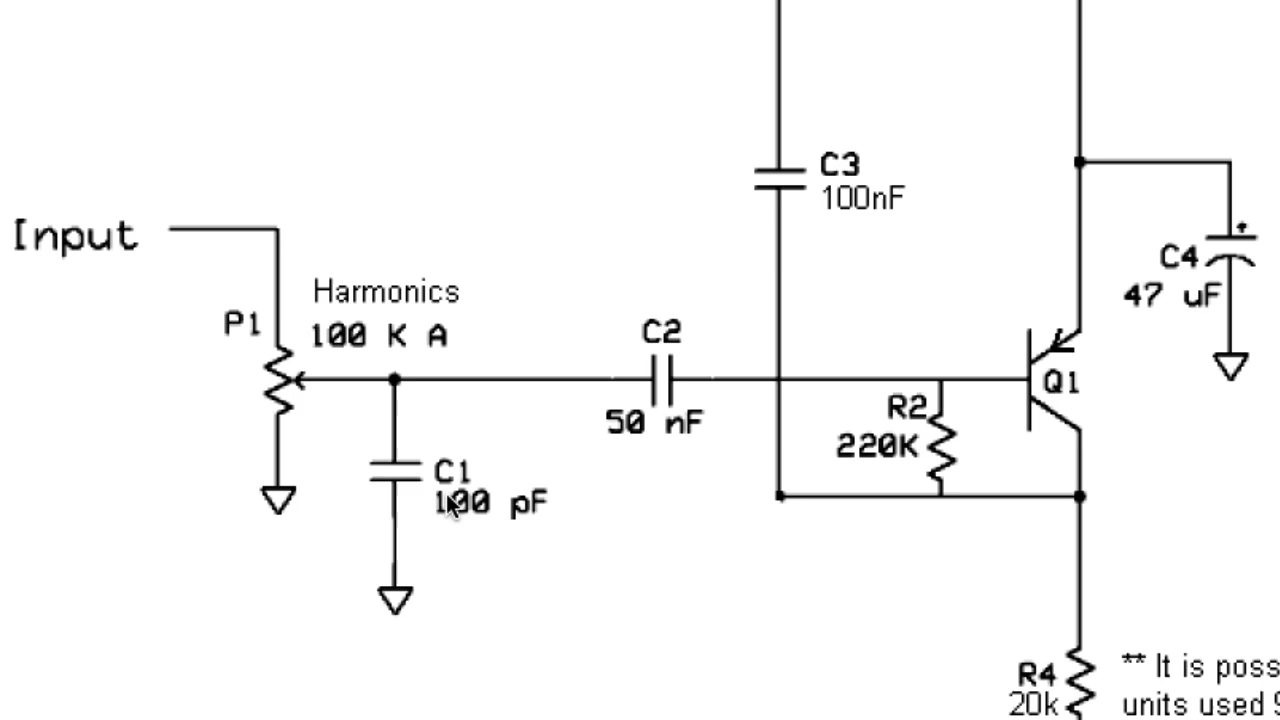 C3
100nF
Input
C4
47 uF
Harmonics
P1
100 K A
C2
50 nF
Q1
R2
220K
C1
100 pF
R4
20k
** It is poss
units used 9